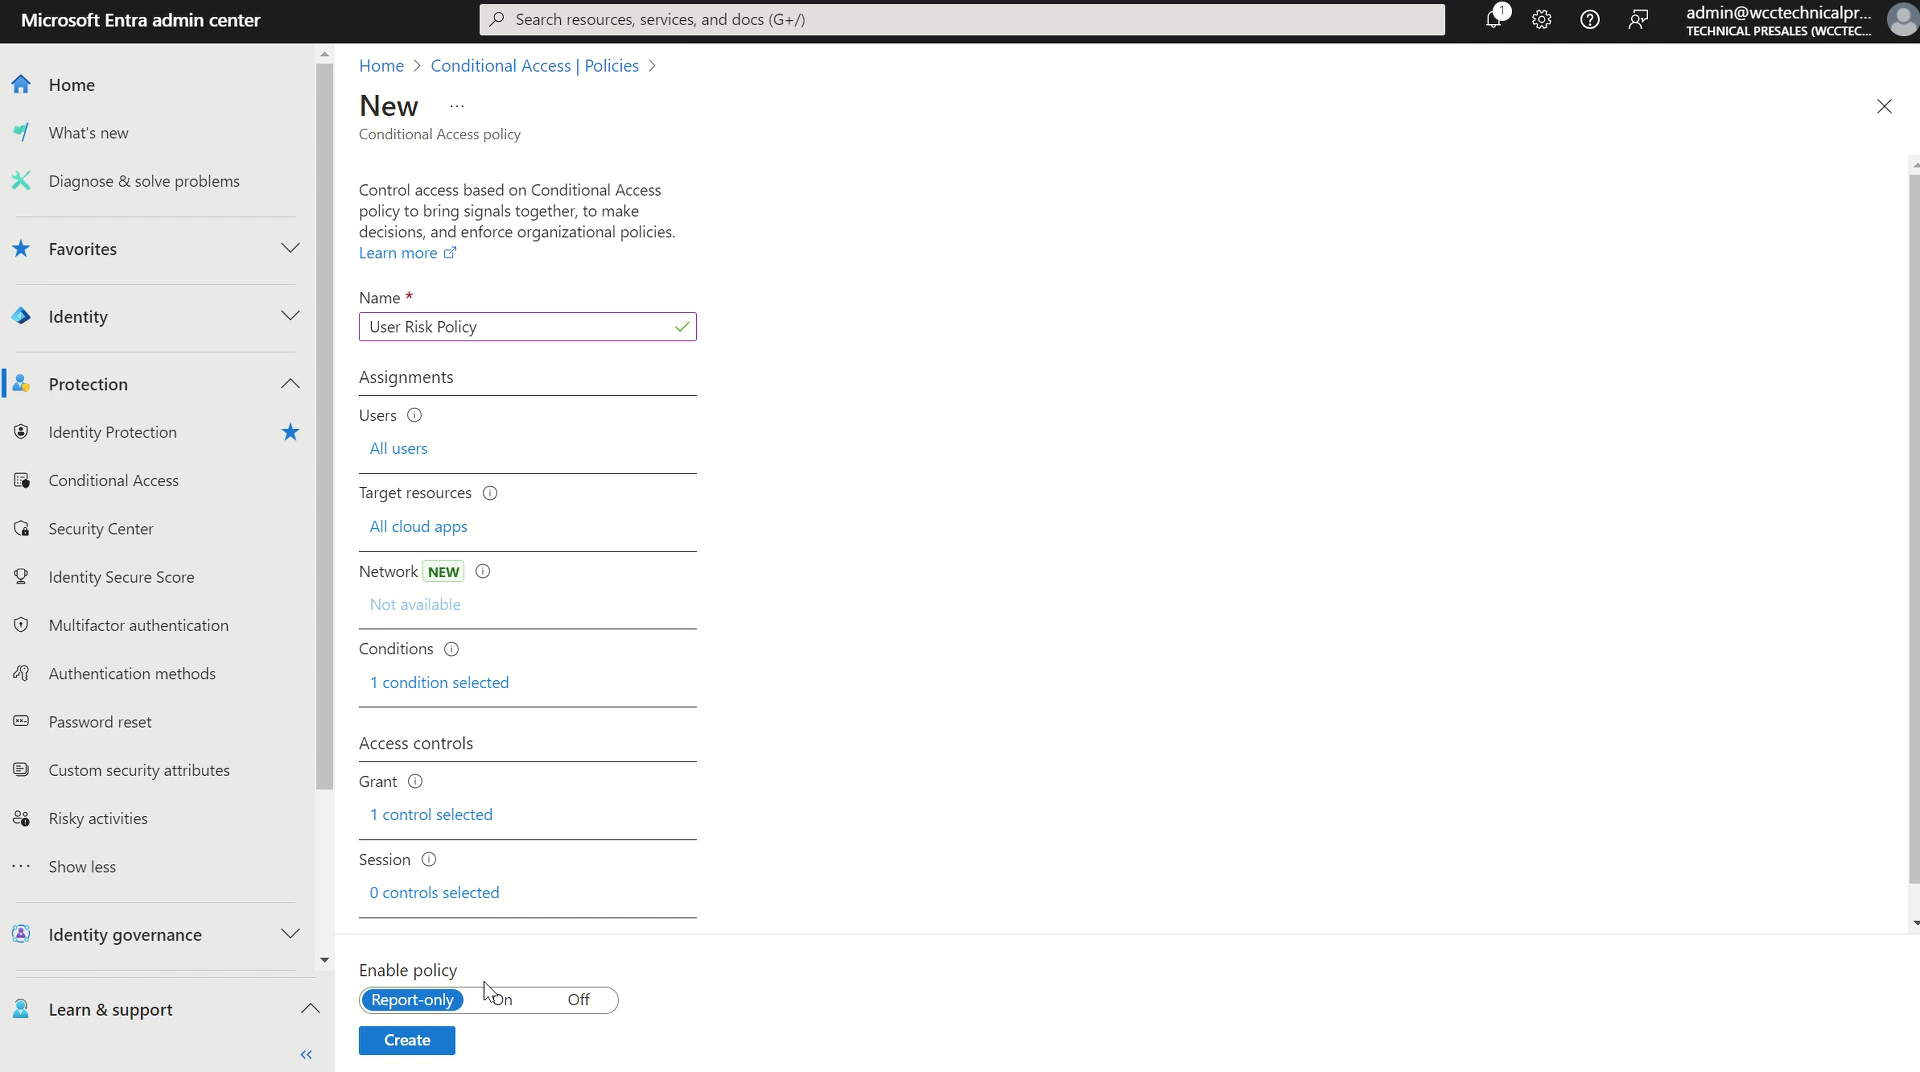 Microsoft Entra admin center
Search resources, services, and docs (G+/)
1
admin@wcctechnicalpr...
TECHNICAL PRESALES (WCCTEC...
Home
What's new
Diagnose & solve problems
Favorites
Identity
Protection
Identity Protection
Conditional Access
Security Center
Identity Secure Score
Multifactor authentication
Authentication methods
Password reset
Custom security attributes
Risky activities
Show less
Identity governance
Learn & support
Home > Conditional Access | Policies >
New ...
Conditional Access policy
Control access based on Conditional Access
policy to bring signals together, to make
decisions, and enforce organizational policies.
Learn more
Name *
User Risk Policy
Assignments
Users
All users
Target resources
All cloud apps
Network NEW
Not available
Conditions
1 condition selected
Access controls
Grant
1 control selected
Session
0 controls selected
Enable policy
Report-only On Off
Create